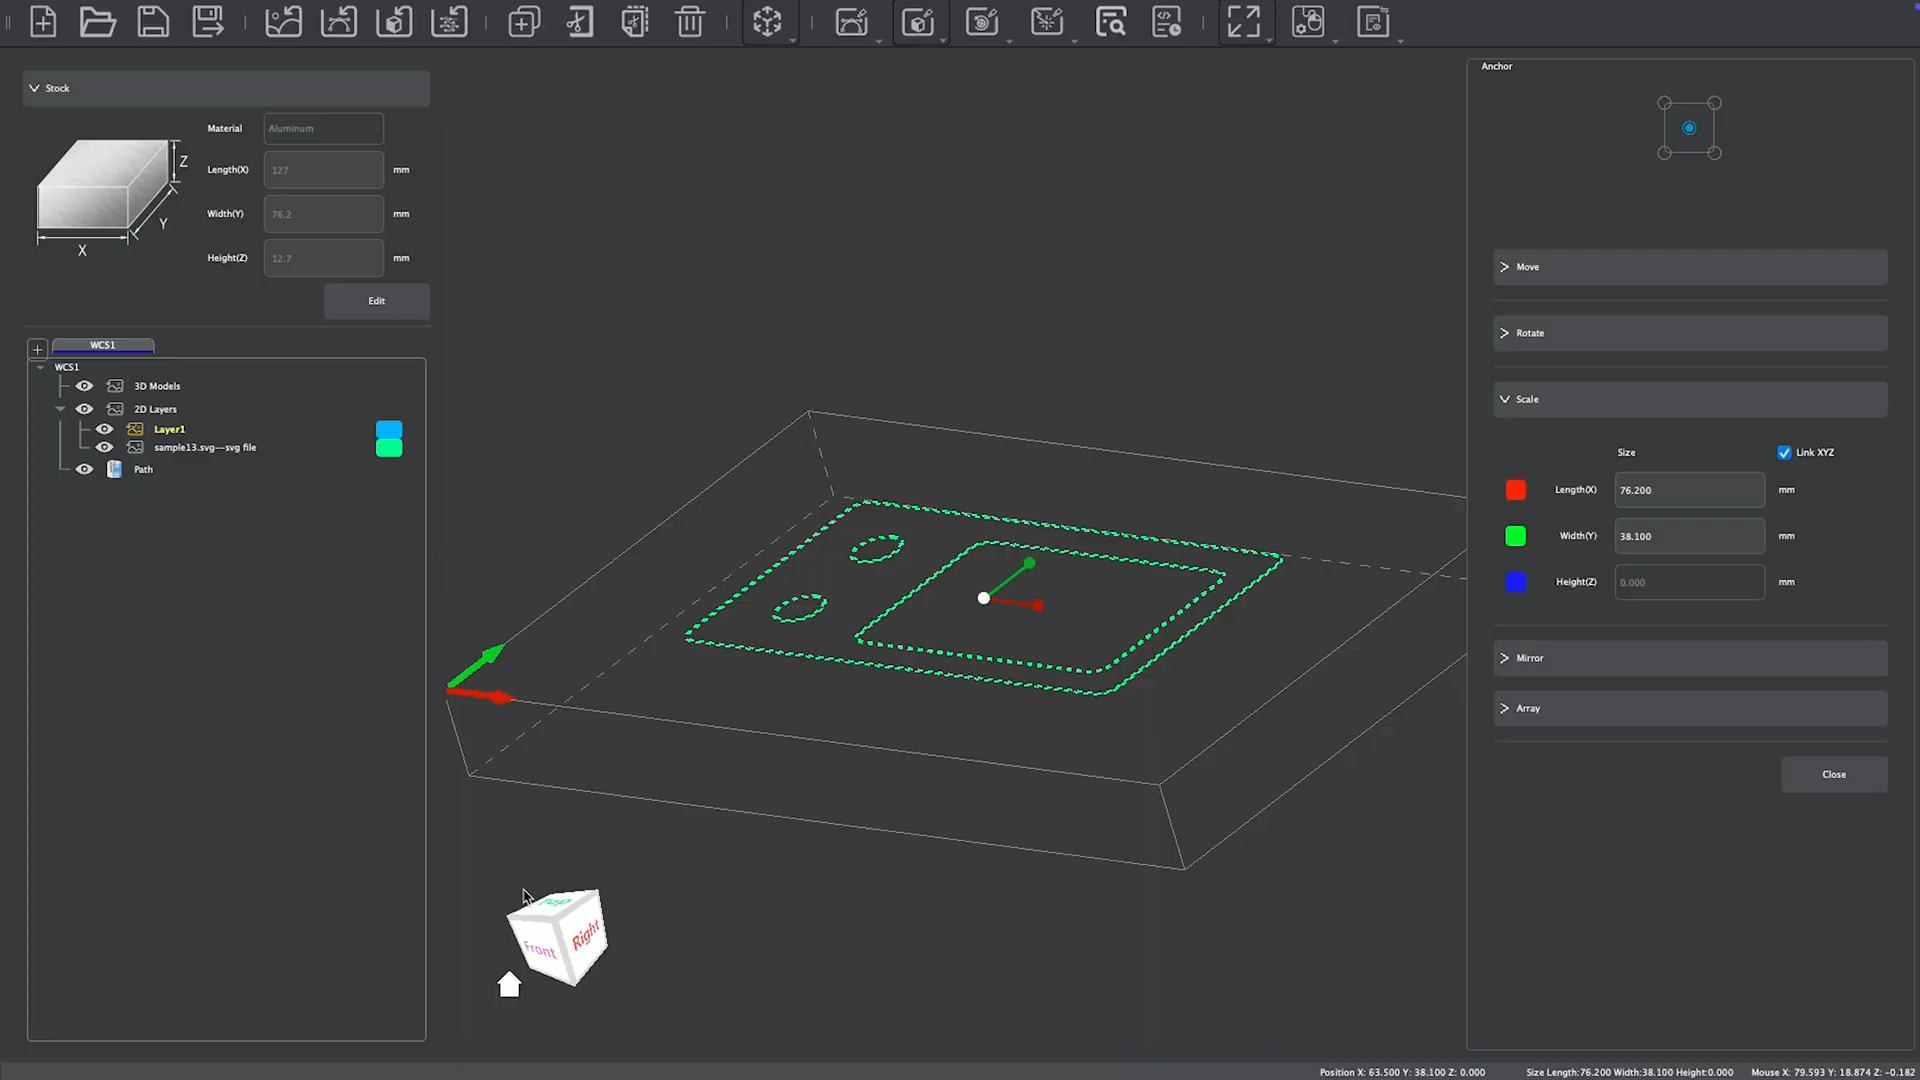 Stock
Material Aluminum
Length(X) 127 mm
Width(Y) 76.2 mm
Height(Z) 12.7 mm
Z
Y
X
Edit
WCS1
WCS1
3D Models
2D Layers
Layer1
sample13.svg--svg file
Path
Top
Front
Right
Anchor
Move
Rotate
Scale
Size
Link XYZ
Length(X) 76.200 mm
Width(Y) 38.100 mm
Height(Z) 0.000 mm
Mirror
Array
Close
Position X: 63.500 Y: 38.100 Z: 0.000 Size Length:76.200 Width:38.100 Height:0.000 Mouse X: 79.593 Y: 18.874 Z: -0.182